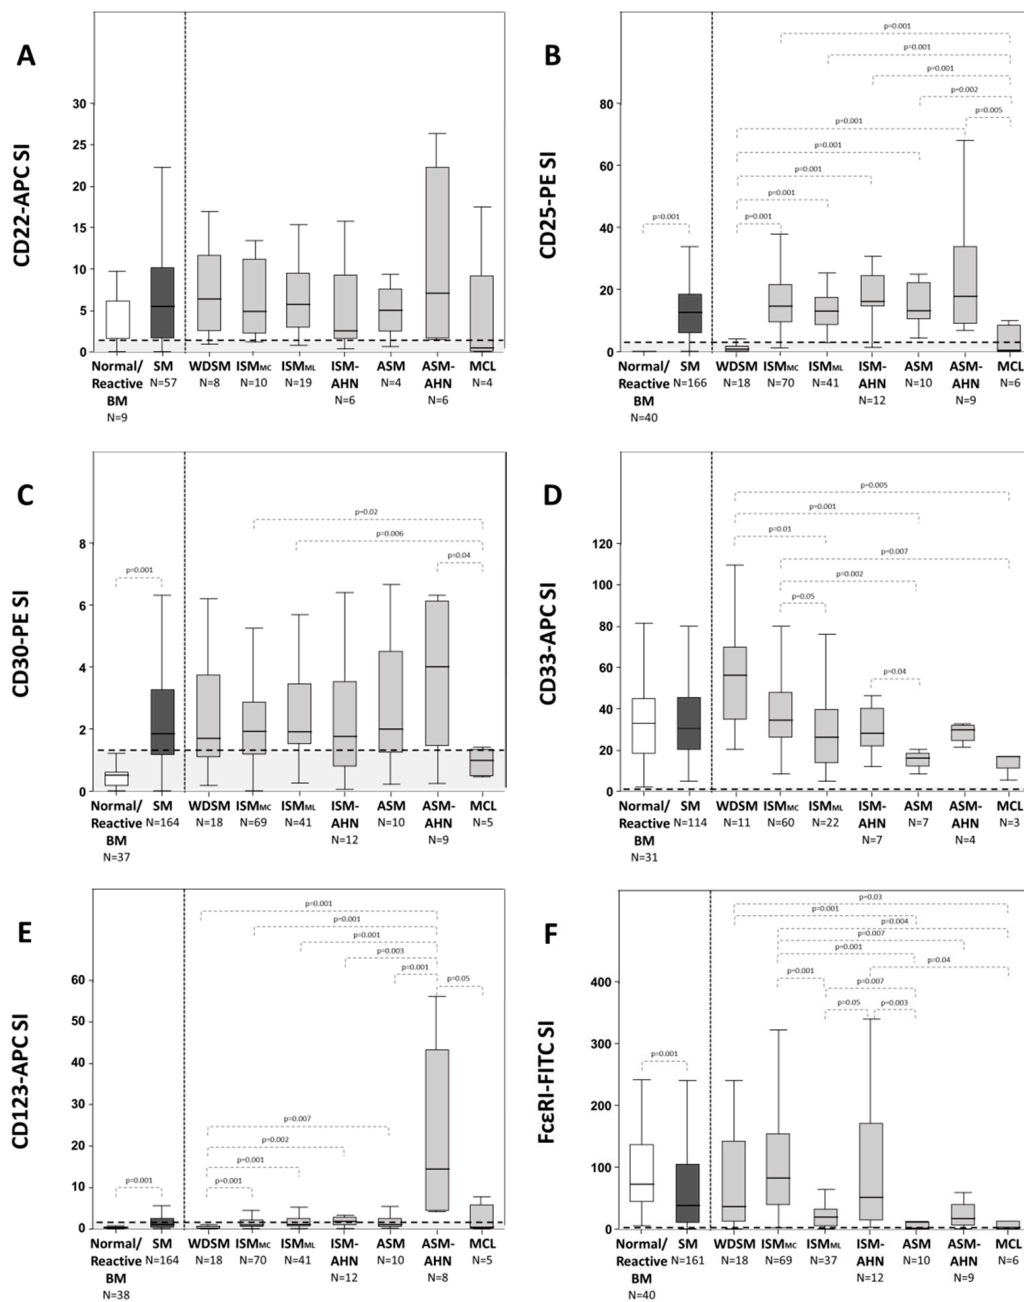 A
CD22-APC SI
30
25
20
15
10
5
0
Normal/ SM WDSM ISMMC ISMML ISM- ASM ASM- MCL
Reactive N=57 N=8 N=10 N=19 AHN N=4 AHN N=4
BM N=6 N=6
N=9
B
CD25-PE SI
p=0.001
p=0.001
p=0.001
p=0.002
p=0.005
p=0.001
p=0.001
p=0.001
p=0.001
p=0.001
p=0.001
80
60
40
20
0
Normal/ SM WDSM ISMMC ISMML ISM- ASM ASM- MCL
Reactive N=166 N=18 N=70 N=41 AHN N=10 AHN N=6
BM N=12 N=9
N=40
C
CD30-PE SI
p=0.02
p=0.006
p=0.04
p=0.001
8
6
4
2
0
Normal/ SM WDSM ISMMC ISMML ISM- ASM ASM- MCL
Reactive N=164 N=18 N=69 N=41 AHN N=10 AHN N=5
BM N=12 N=9
N=37
D
CD33-APC SI
p=0.005
p=0.001
p=0.01
p=0.007
p=0.002
p=0.05
p=0.04
120
100
80
60
40
20
0
Normal/ SM WDSM ISMMC ISMML ISM- ASM ASM- MCL
Reactive N=114 N=11 N=60 N=22 AHN N=7 AHN N=3
BM N=7 N=4
N=31
E
CD123-APC SI
p=0.001
p=0.001
p=0.001
p=0.003
p=0.001
p=0.05
p=0.007
p=0.002
p=0.001
p=0.001
p=0.001
60
50
40
30
20
10
0
Normal/ SM WDSM ISMMC ISMML ISM- ASM ASM- MCL
Reactive N=164 N=18 N=70 N=41 AHN N=10 AHN N=5
BM N=12 N=8
N=38
F
FcεRI-FITC SI
p=0.03
p=0.001
p=0.004
p=0.007
p=0.001
p=0.04
p=0.001
p=0.007
p=0.05
p=0.003
p=0.001
400
300
200
100
0
Normal/ SM WDSM ISMMC ISMML ISM- ASM ASM- MCL
Reactive N=161 N=18 N=69 N=37 AHN N=10 AHN N=6
BM N=12 N=9
N=40